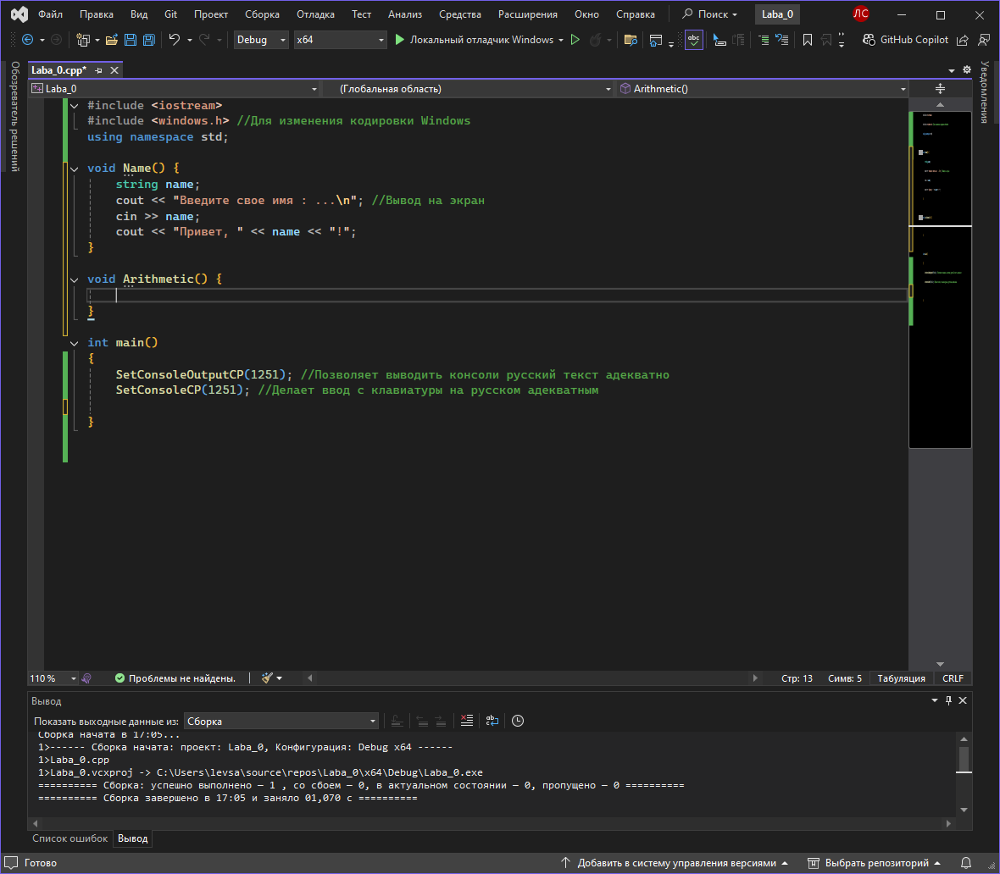 Файл Правка Вид Git Проект Сборка Отладка Тест Анализ Средства Расширения Окно Справка Поиск Laba_0 ЛС
Debug x64 Локальный отладчик Windows abc GitHub Copilot
Обозреватель решений
Laba_0.cpp*
Уведомления
Laba_0 (Глобальная область) Arithmetic()
#include <iostream>
#include <windows.h> //Для изменения кодировки Windows
using namespace std;
void Name() {
string name;
cout << "Введите свое имя : ...\n"; //Вывод на экран
cin >> name;
cout << "Привет, " << name << "!";
}
void Arithmetic() {
}
int main()
{
SetConsoleOutputCP(1251); //Позволяет выводить консоли русский текст адекватно
SetConsoleCP(1251); //Делает ввод с клавиатуры на русском адекватным
}
110 % Проблемы не найдены. Стр: 13 Симв: 5 Табуляция CRLF
Вывод
Показать выходные данные из: Сборка
Сборка начата в 17:05...
1>------ Сборка начата: проект: Laba_0, Конфигурация: Debug x64 ------
1>Laba_0.cpp
1>Laba_0.vcxproj -> C:\Users\levsa\source\repos\Laba_0\x64\Debug\Laba_0.exe
========== Сборка: успешно выполнено — 1 , со сбоем — 0, в актуальном состоянии — 0, пропущено — 0 ==========
========== Сборка завершено в 17:05 и заняло 01,070 с ==========
Список ошибок Вывод
Готово Добавить в систему управления версиями Выбрать репозиторий